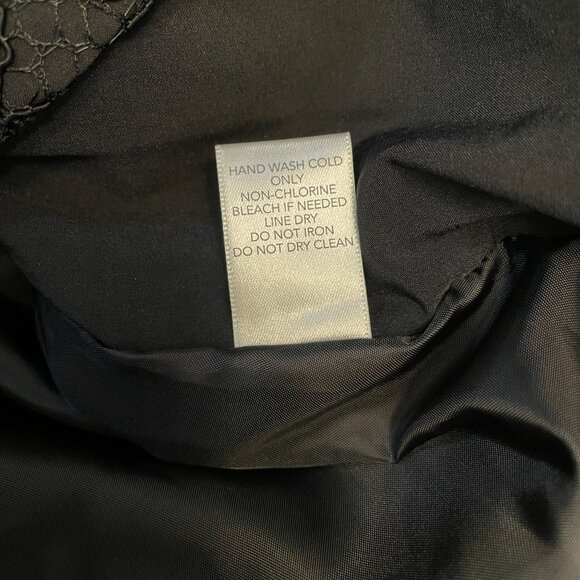 HAND WASH COLD
ONLY
NON-CHLORINE
BLEACH IF NEEDED
LINE DRY
DO NOT IRON
DO NOT DRY CLEAN